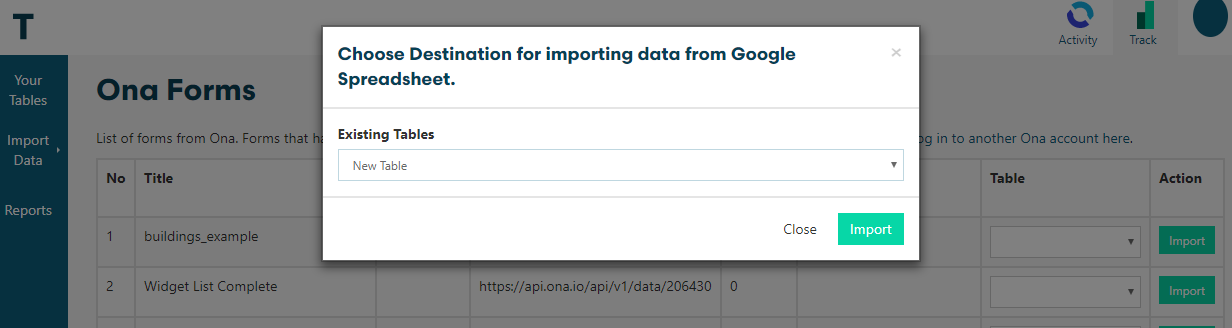 T
Activity
Track
Choose Destination for importing data from Google
Spreadsheet.
×
Your
Tables
Import
Data
Reports
Ona Forms
List of forms from Ona. Forms that ha
og in to another Ona account here.
Existing Tables
New Table
Close
Import
No Title Table Action
1 buildings_example Import
2 Widget List Complete https://api.ona.io/api/v1/data/206430 0 Import